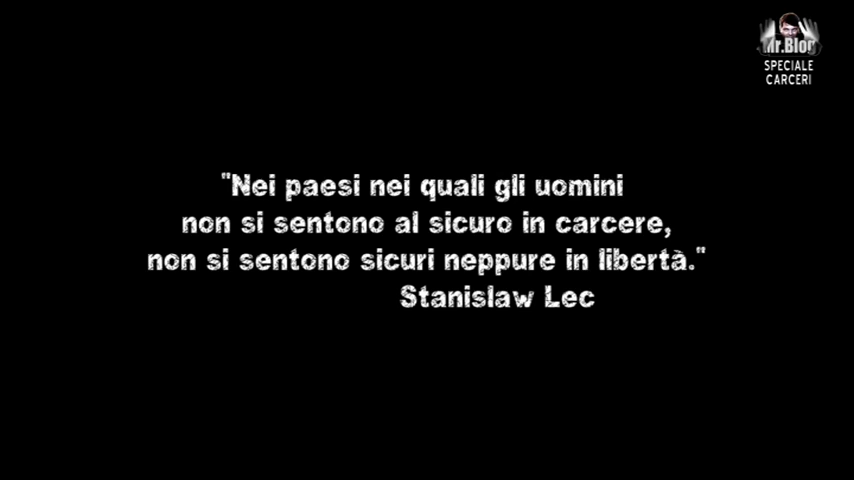 Mr.Blog
SPECIALE
CARCERI
"Nei paesi nei quali gli uomini
non si sentono al sicuro in carcere,
non si sentono sicuri neppure in libertà."
Stanislaw Lec